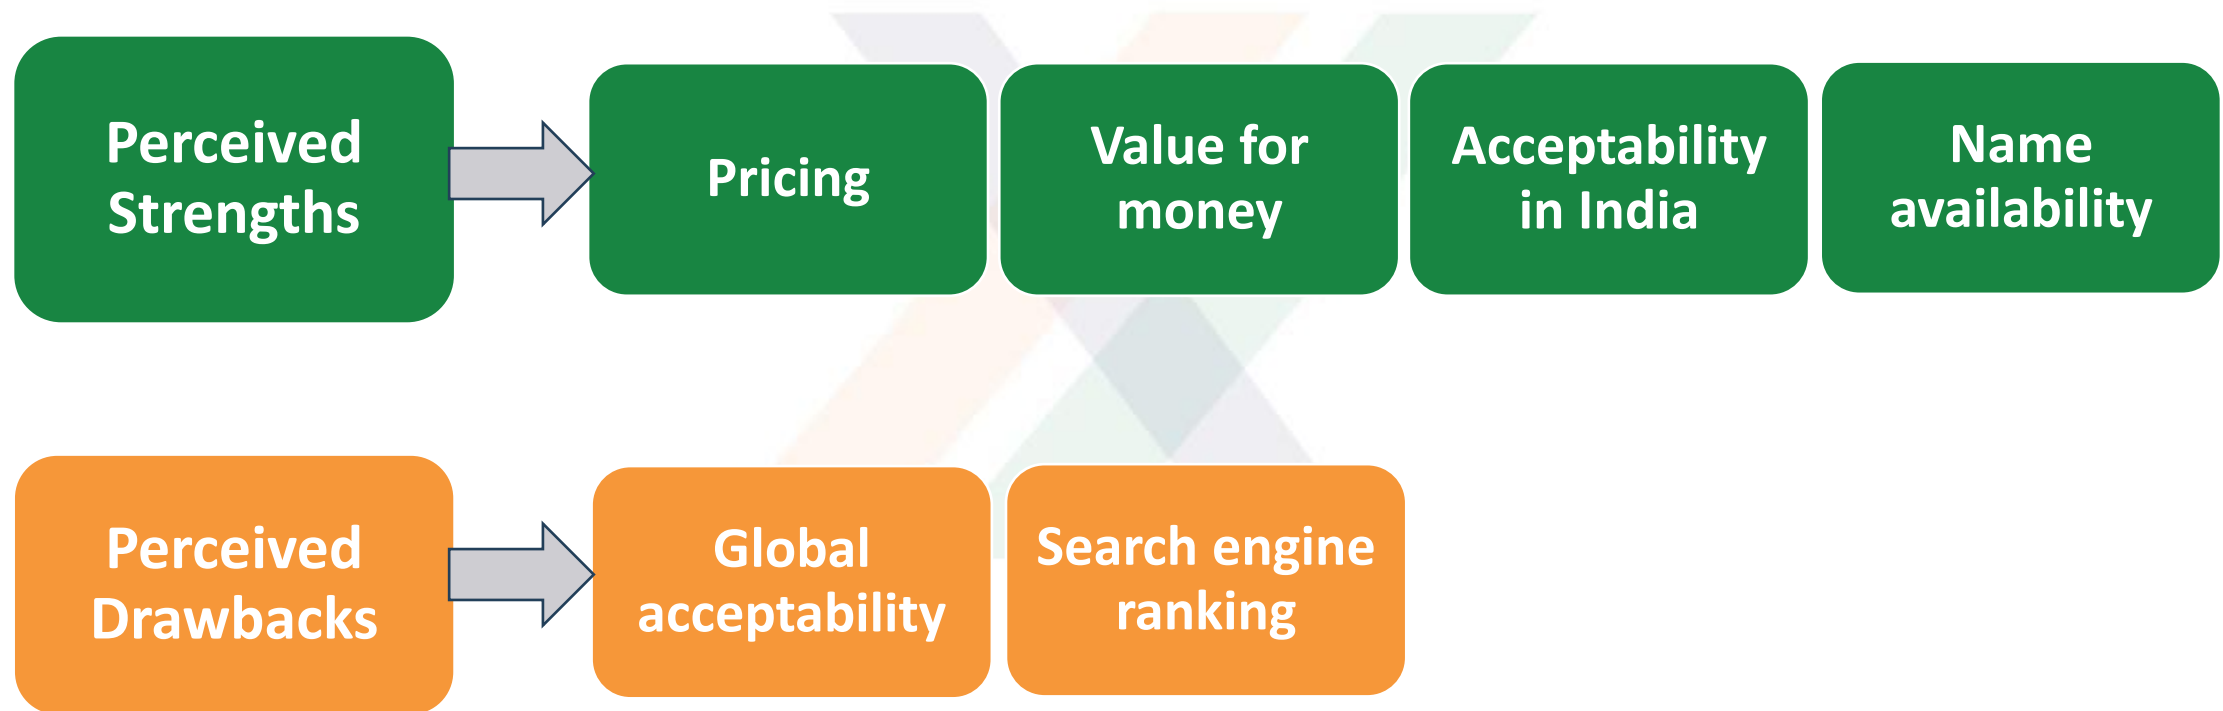 Perceived
Strengths
Pricing
Value for
money
Acceptability
in India
Name
availability
Perceived
Drawbacks
Global
acceptability
Search engine
ranking